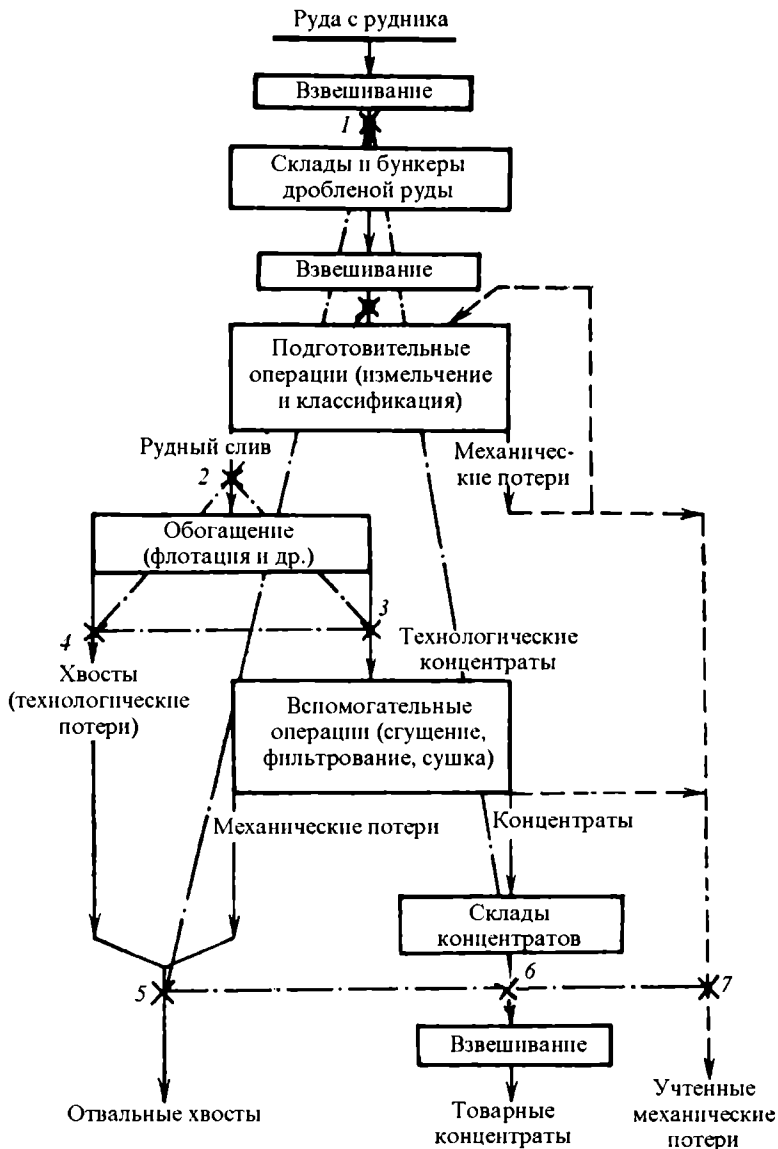 Руда с рудника
Взвешивание
1
Склады и бункеры
дробленой руды
Взвешивание
Подготовительные
операции (измельчение
и классификация)
Рудный слив
2
Механичес-
кие потери
Обогащение
(флотация и др.)
3
4
Технологические
концентраты
Хвосты
(технологические
потери)
Вспомогательные
операции (сгущение,
фильтрование, сушка)
Механические потери
Концентраты
Склады
концентратов
5
6
7
Взвешивание
Отвальные хвосты
Товарные
концентраты
Учтенные
механические
потери